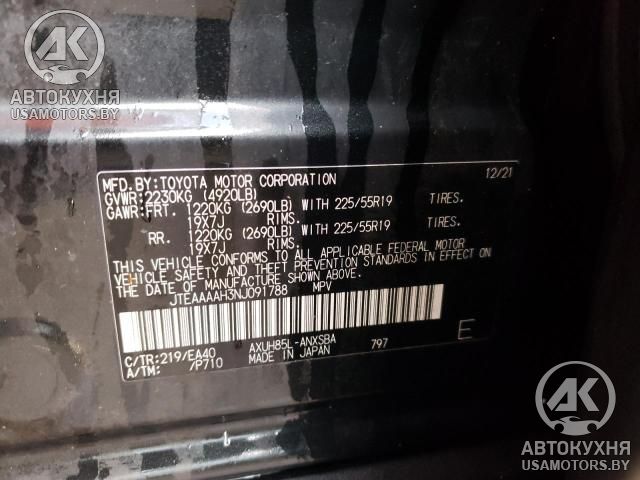 АК
АВТОКУХНЯ
USAMOTORS.BY
MFD.BY:TOYOTA MOTOR CORPORATION 12/21
GVWR:2230KG (4920LB)
GAWR:FRT. 1220KG (2690LB) WITH 225/55R19 TIRES.
19X7J RIMS.
RR. 1220KG (2690LB) WITH 225/55R19 TIRES.
19X7J RIMS.
THIS VEHICLE CONFORMS TO ALL APPLICABLE FEDERAL MOTOR
VEHICLE SAFETY AND THEFT PREVENTION STANDARDS IN EFFECT ON
THE DATE OF MANUFACTURE SHOWN ABOVE.
JTEAAAAH3NJ091788 MPV
C/TR:219/EA40 AXUH85L-ANXSBA 797 E
A/TM: /P710 MADE IN JAPAN
АК
АВТОКУХНЯ
USAMOTORS.BY